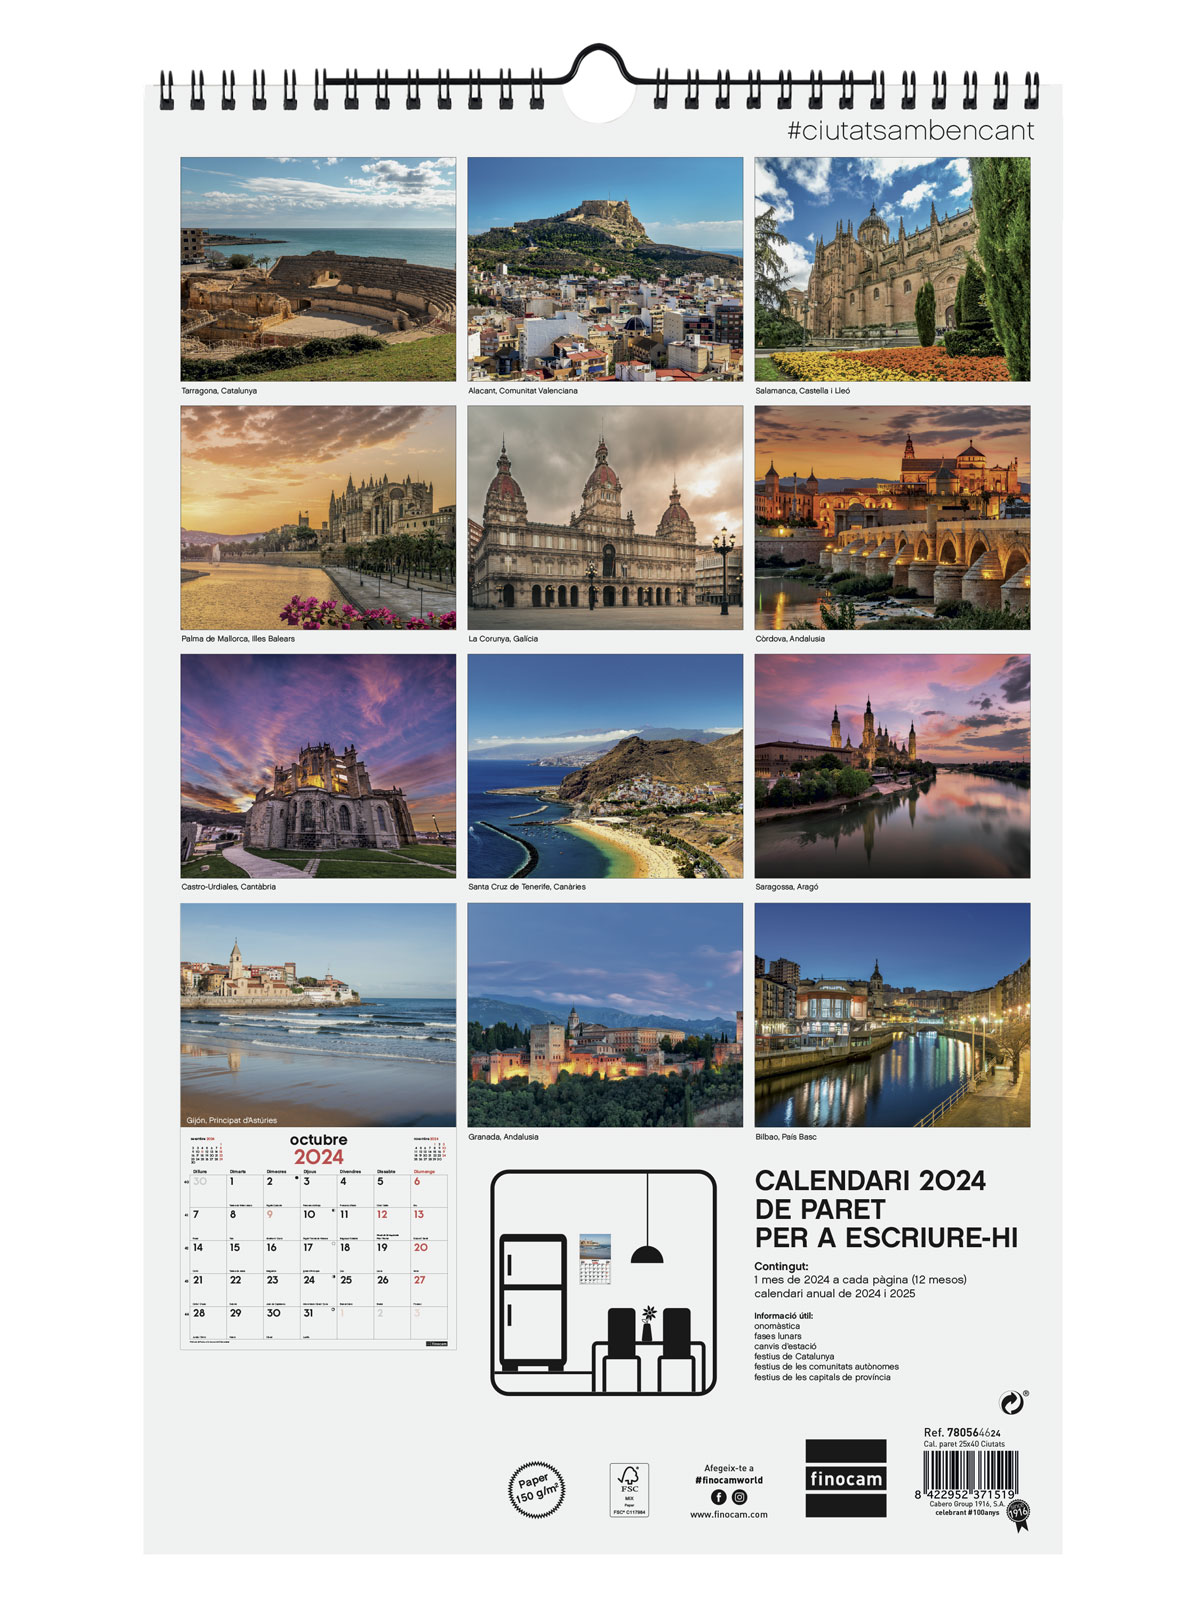 #ciutatsambencant
Tarragona, Catalunya
Alacant, Comunitat Valenciana
Salamanca, Castella i Lleó
Palma de Mallorca, Illes Balears
La Corunya, Galícia
Còrdova, Andalusia
Castro-Urdiales, Cantàbria
Santa Cruz de Tenerife, Canàries
Saragossa, Aragó
Gijón, Principat d'Astúries
Granada, Andalusia
Bilbao, País Basc
octubre
2024
Dilluns Dimarts Dimecres Dijous Divendres Dissabte Diumenge
30 1 2 3 4 5 6
7 8 9 10 11 12 13
14 15 16 17 18 19 20
21 22 23 24 25 26 27
28 29 30 31 1 2 3
finocam
CALENDARI 2024
DE PARET
PER A ESCRIURE-HI
Contingut:
1 mes de 2024 a cada pàgina (12 mesos)
calendari anual de 2024 i 2025
Informació útil:
onomàstica
fases lunars
canvis d'estació
festius de Catalunya
festius de les comunitats autònomes
festius de les capitals de província
Paper
150 g/m²
FSC
MIX
Paper
FSC® C117984
Afegeix-te a
#finocamworld
www.finocam.com
finocam
®
Ref. 780564624
Cal. paret 25x40 Ciutats
8 422952 371519
Cabero Group 1916, S.A.
celebrant #100anys
1916